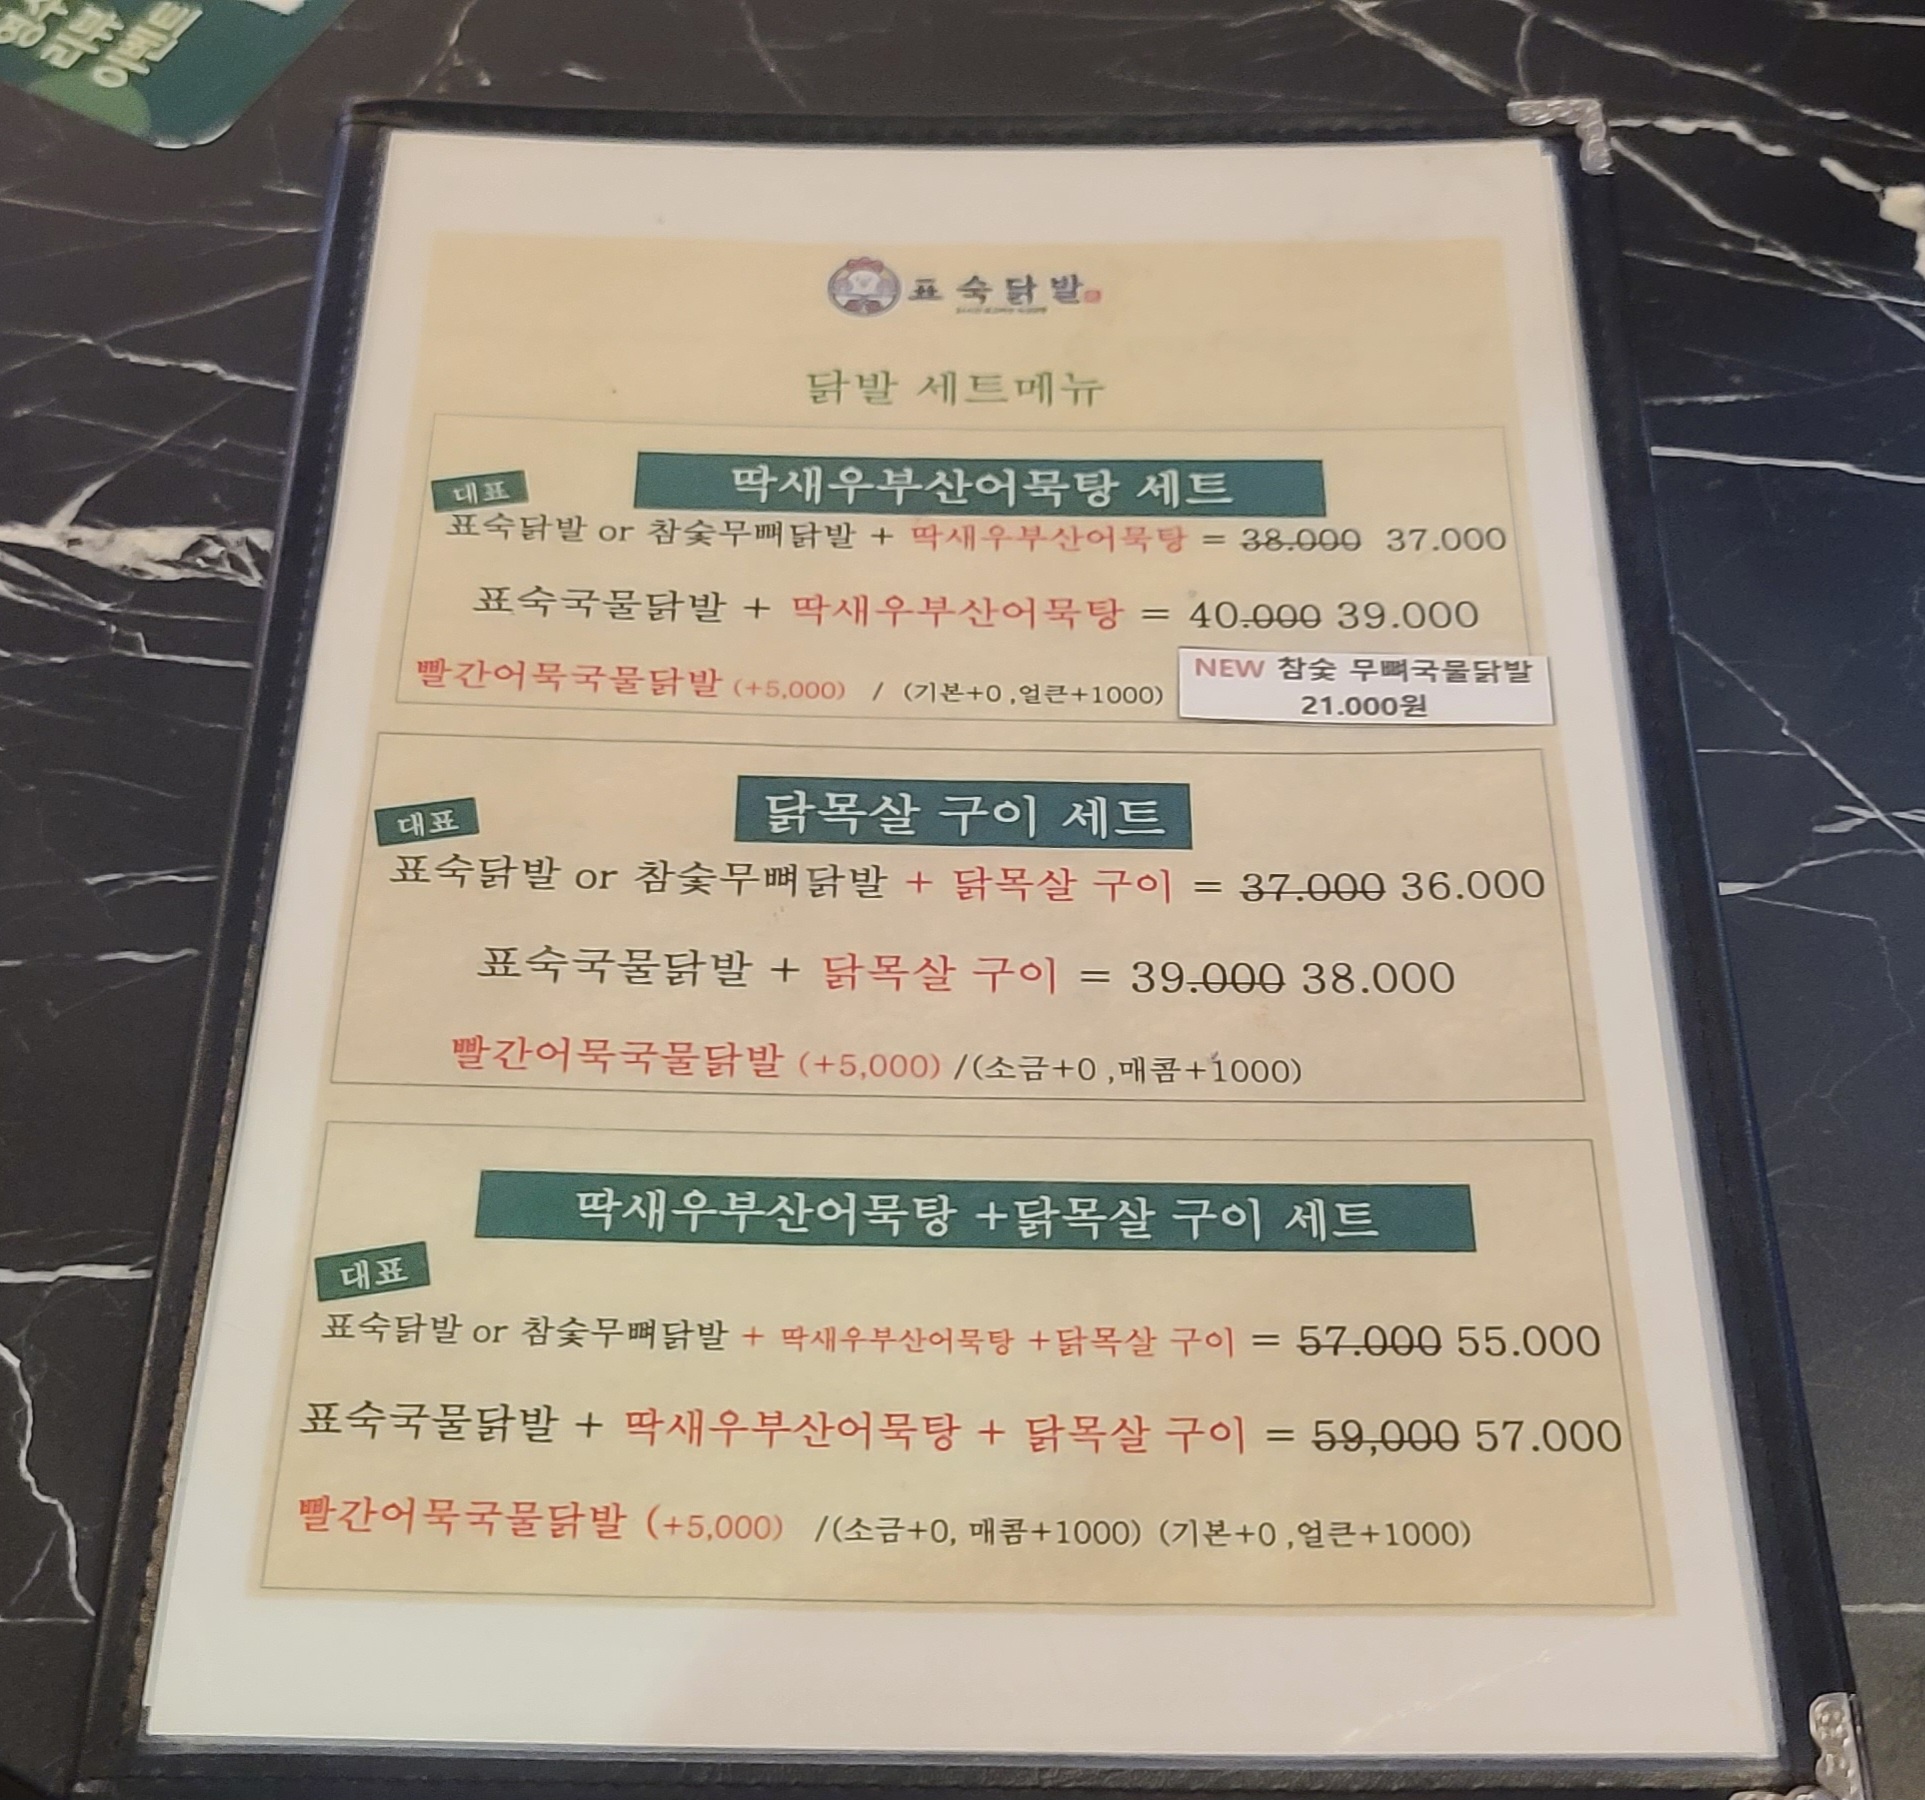 표숙닭발
닭발 세트메뉴
딱새우부산어묵탕 세트
대표
표숙닭발 or 참숯무뼈닭발 + 딱새우부산어묵탕 = 38.000 37.000
표숙국물닭발 + 딱새우부산어묵탕 = 40.000 39.000
빨간어묵국물닭발 (+5,000) / (기본+0 ,얼큰+1000)
NEW 참숯 무뼈국물닭발
21.000원
닭목살 구이 세트
대표
표숙닭발 or 참숯무뼈닭발 + 닭목살 구이 = 37.000 36.000
표숙국물닭발 + 닭목살 구이 = 39.000 38.000
빨간어묵국물닭발 (+5,000) /(소금+0 ,매콤+1000)
딱새우부산어묵탕 +닭목살 구이 세트
대표
표숙닭발 or 참숯무뼈닭발 + 딱새우부산어묵탕 +닭목살 구이 = 57.000 55.000
표숙국물닭발 + 딱새우부산어묵탕 + 닭목살 구이 = 59,000 57.000
빨간어묵국물닭발 (+5,000) /(소금+0, 매콤+1000) (기본+0 ,얼큰+1000)